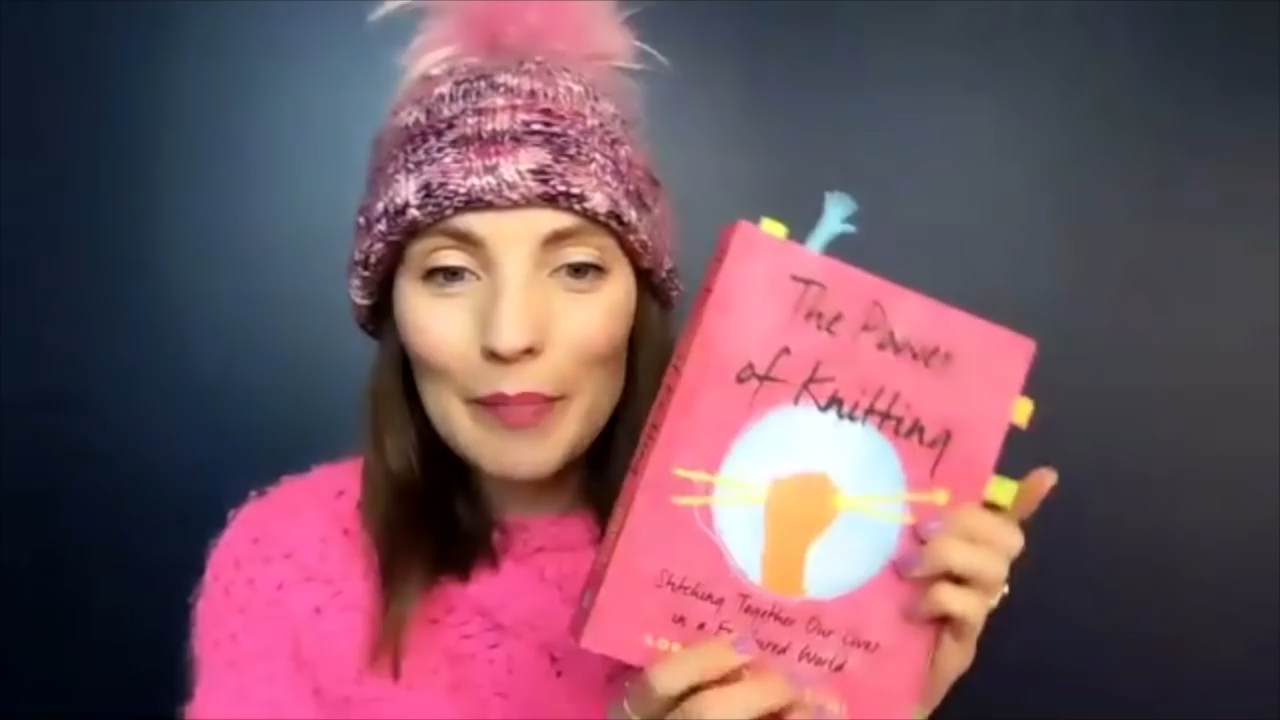 The Power
of Knitting
Stitching Together Our Lives
in a World